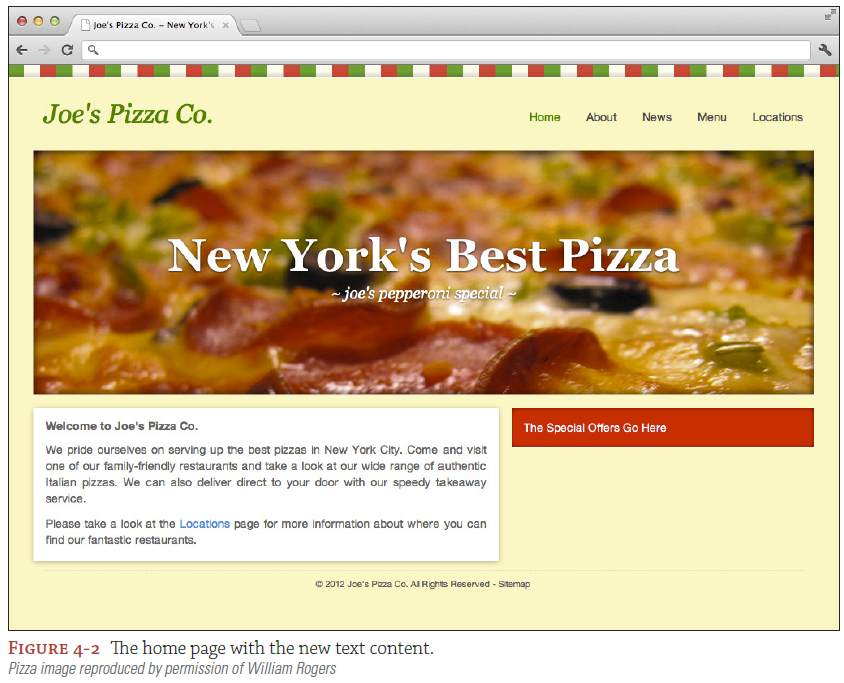 Joe's Pizza Co. – New York's
Joe's Pizza Co.
Home About News Menu Locations
New York's Best Pizza
~ joe's pepperoni special ~
Welcome to Joe's Pizza Co.
We pride ourselves on serving up the best pizzas in New York City. Come and visit
one of our family-friendly restaurants and take a look at our wide range of authentic
Italian pizzas. We can also deliver direct to your door with our speedy takeaway
service.
Please take a look at the Locations page for more information about where you can
find our fantastic restaurants.
The Special Offers Go Here
© 2012 Joe's Pizza Co. All Rights Reserved - Sitemap
FIGURE 4-2 The home page with the new text content.
Pizza image reproduced by permission of William Rogers